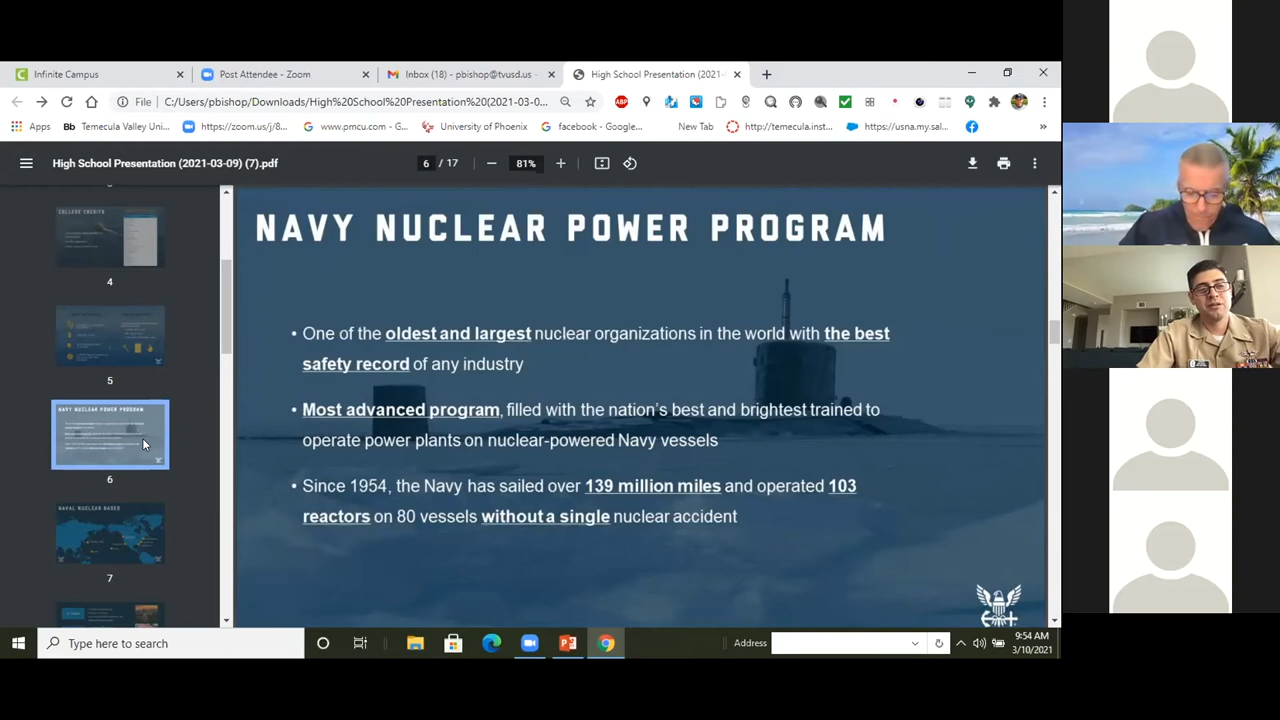 Infinite Campus
Post Attendee - Zoom
Inbox (18) - pbishop@tvusd.us -
High School Presentation (2021-
File
C:/Users/pbishop/Downloads/High%20School%20Presentation%20(2021-03-0...
ABP
Apps
Bb
Temecula Valley Uni...
https://zoom.us/j/8...
www.pmcu.com - G...
University of Phoenix
facebook - Google...
New Tab
http://temecula.inst...
https://usna.my.sal...
»
High School Presentation (2021-03-09) (7).pdf
6 / 17
81%
COLLEGE CREDITS
4
5
NAVY NUCLEAR POWER PROGRAM
6
NAVAL NUCLEAR BASES
7
NAVY NUCLEAR POWER PROGRAM
• One of the oldest and largest nuclear organizations in the world with the best
safety record of any industry
• Most advanced program, filled with the nation's best and brightest trained to
operate power plants on nuclear-powered Navy vessels
• Since 1954, the Navy has sailed over 139 million miles and operated 103
reactors on 80 vessels without a single nuclear accident
Type here to search
Address
9:54 AM
3/10/2021